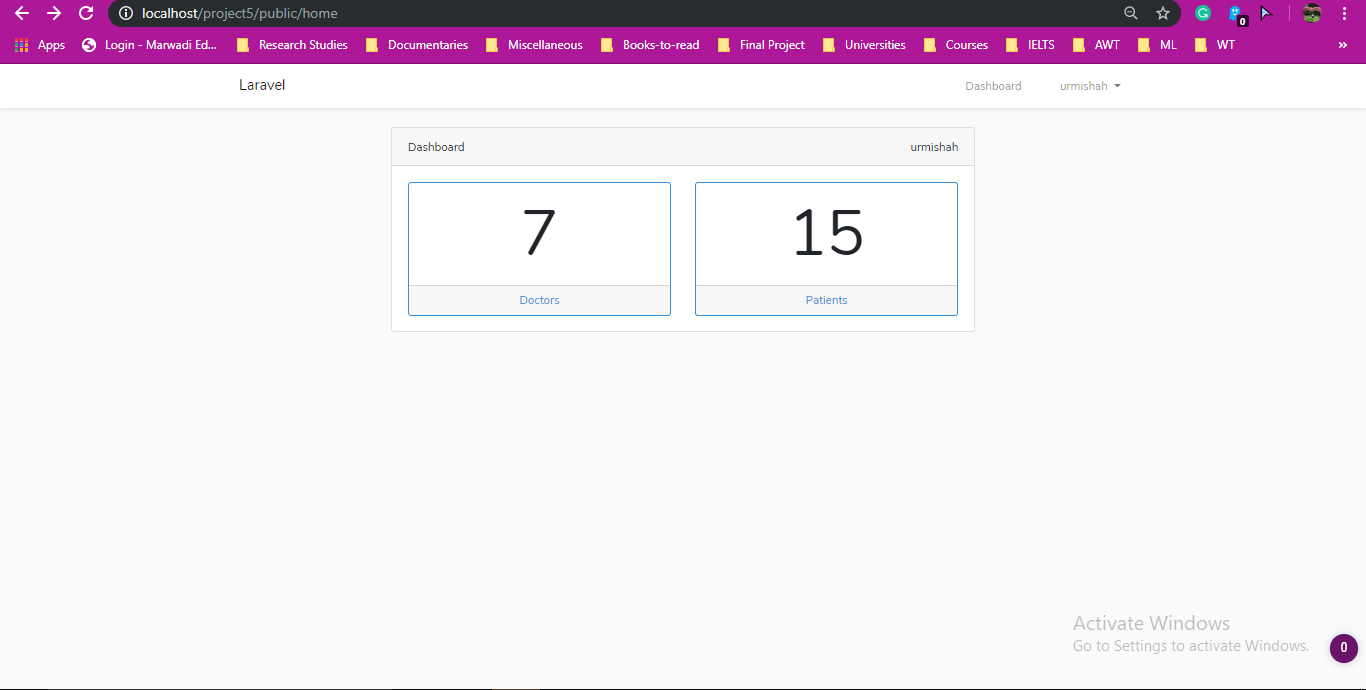 localhost/project5/public/home
0
Apps Login - Marwadi Ed... Research Studies Documentaries Miscellaneous Books-to-read Final Project Universities Courses IELTS AWT ML WT »
Laravel Dashboard urmishah
Dashboard urmishah
7 15
Doctors Patients
Activate Windows
Go to Settings to activate Windows.
0